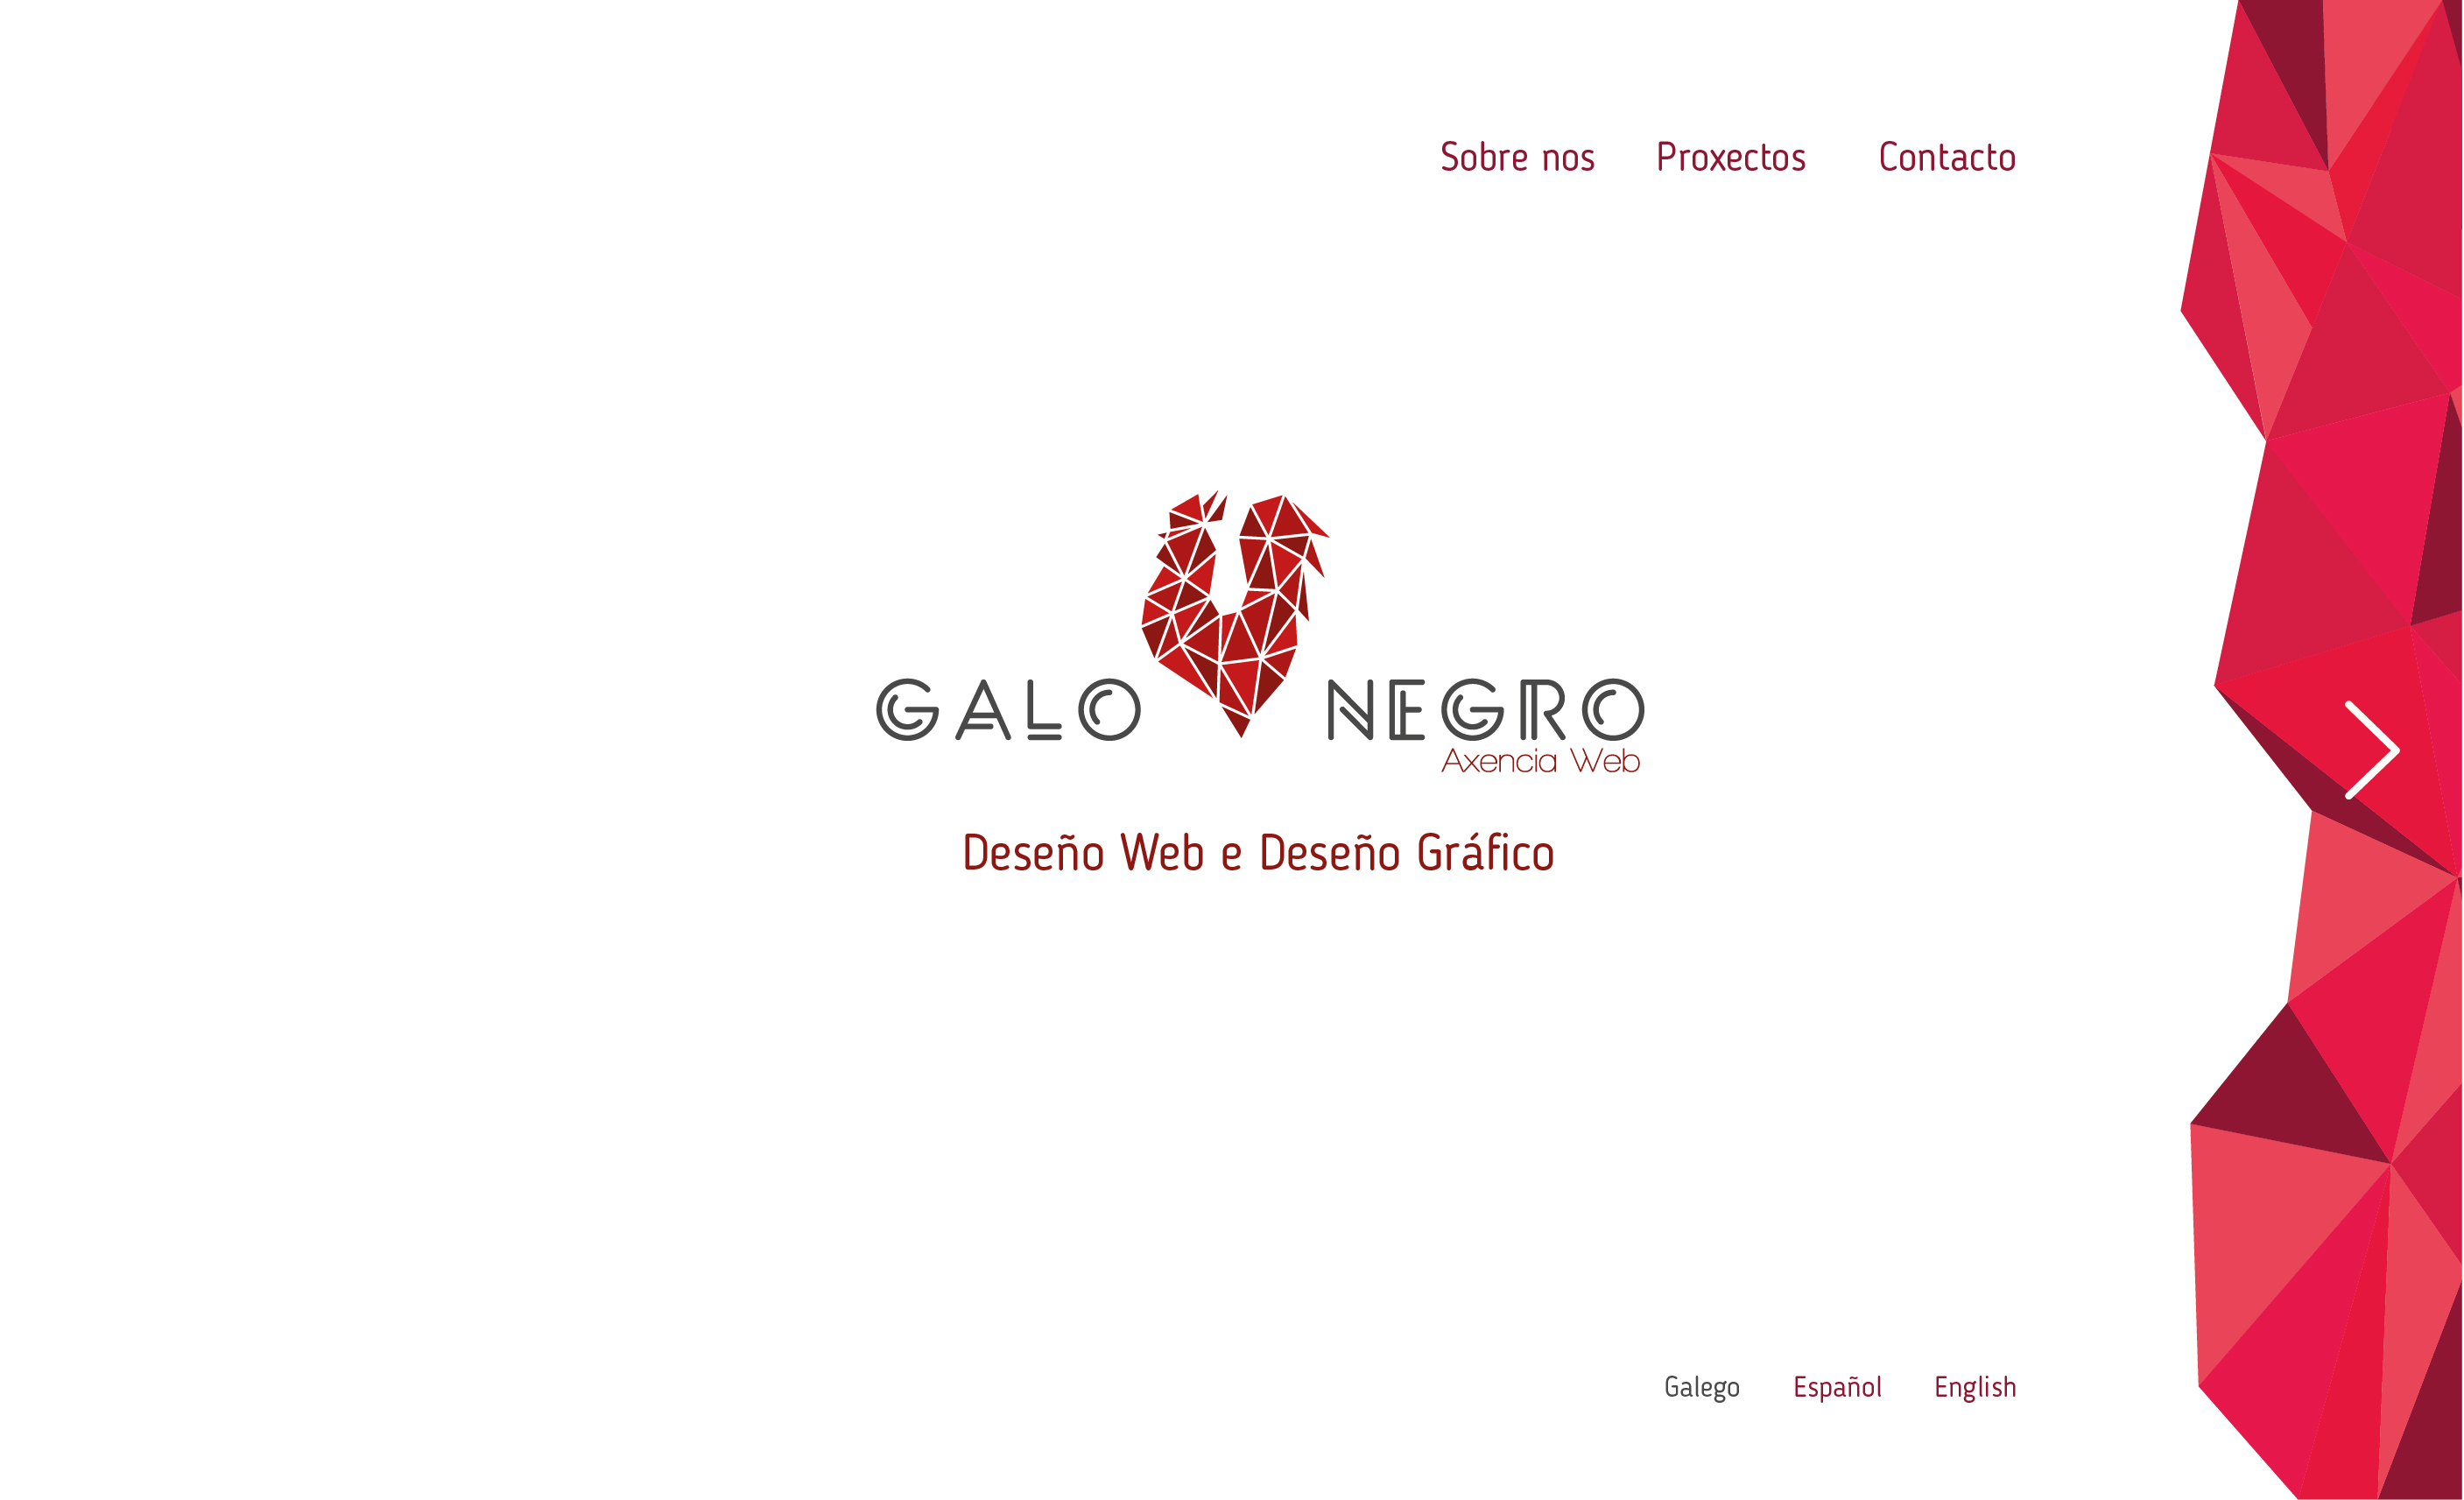 Sobre nos Proxectos Contacto
GALO NEGRO
Axencia Web
Deseño Web e Deseño Gráfico
Galego Español English